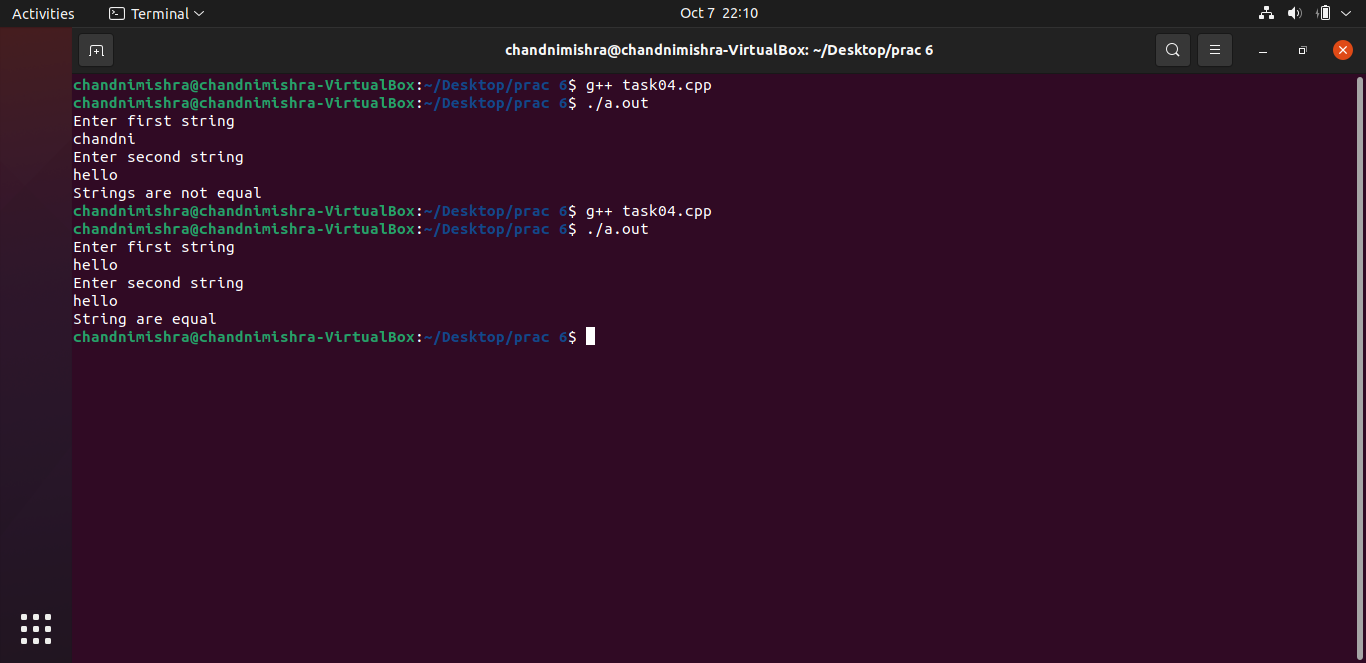 Activities Terminal Oct 7 22:10
chandnimishra@chandnimishra-VirtualBox: ~/Desktop/prac 6
chandnimishra@chandnimishra-VirtualBox:~/Desktop/prac 6$ g++ task04.cpp
chandnimishra@chandnimishra-VirtualBox:~/Desktop/prac 6$ ./a.out
Enter first string
chandni
Enter second string
hello
Strings are not equal
chandnimishra@chandnimishra-VirtualBox:~/Desktop/prac 6$ g++ task04.cpp
chandnimishra@chandnimishra-VirtualBox:~/Desktop/prac 6$ ./a.out
Enter first string
hello
Enter second string
hello
String are equal
chandnimishra@chandnimishra-VirtualBox:~/Desktop/prac 6$